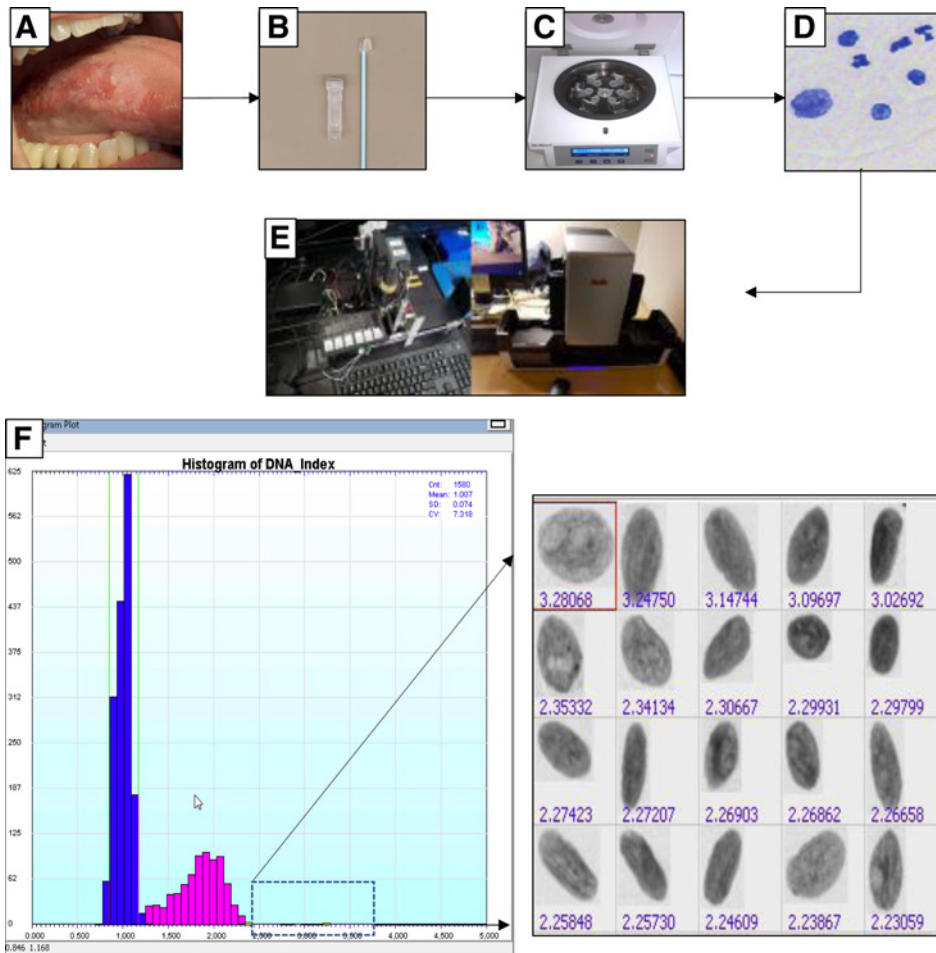 A
B
C
D
E
F
gram Plot
t
Histogram of DNA_Index
625
562
500
437
375
312
250
187
125
62
0
Cnt: 1580
Mean: 1.007
SD: 0.074
CV: 7.318
0.000 0.500 1.000 1.500 2.000 2.500 3.000 3.500 4.000 4.500 5.000
0.846 1.168
3.28068 3.24750 3.14744 3.09697 3.02692
2.35332 2.34134 2.30667 2.29931 2.29799
2.27423 2.27207 2.26903 2.26862 2.26658
2.25848 2.25730 2.24609 2.23867 2.23059